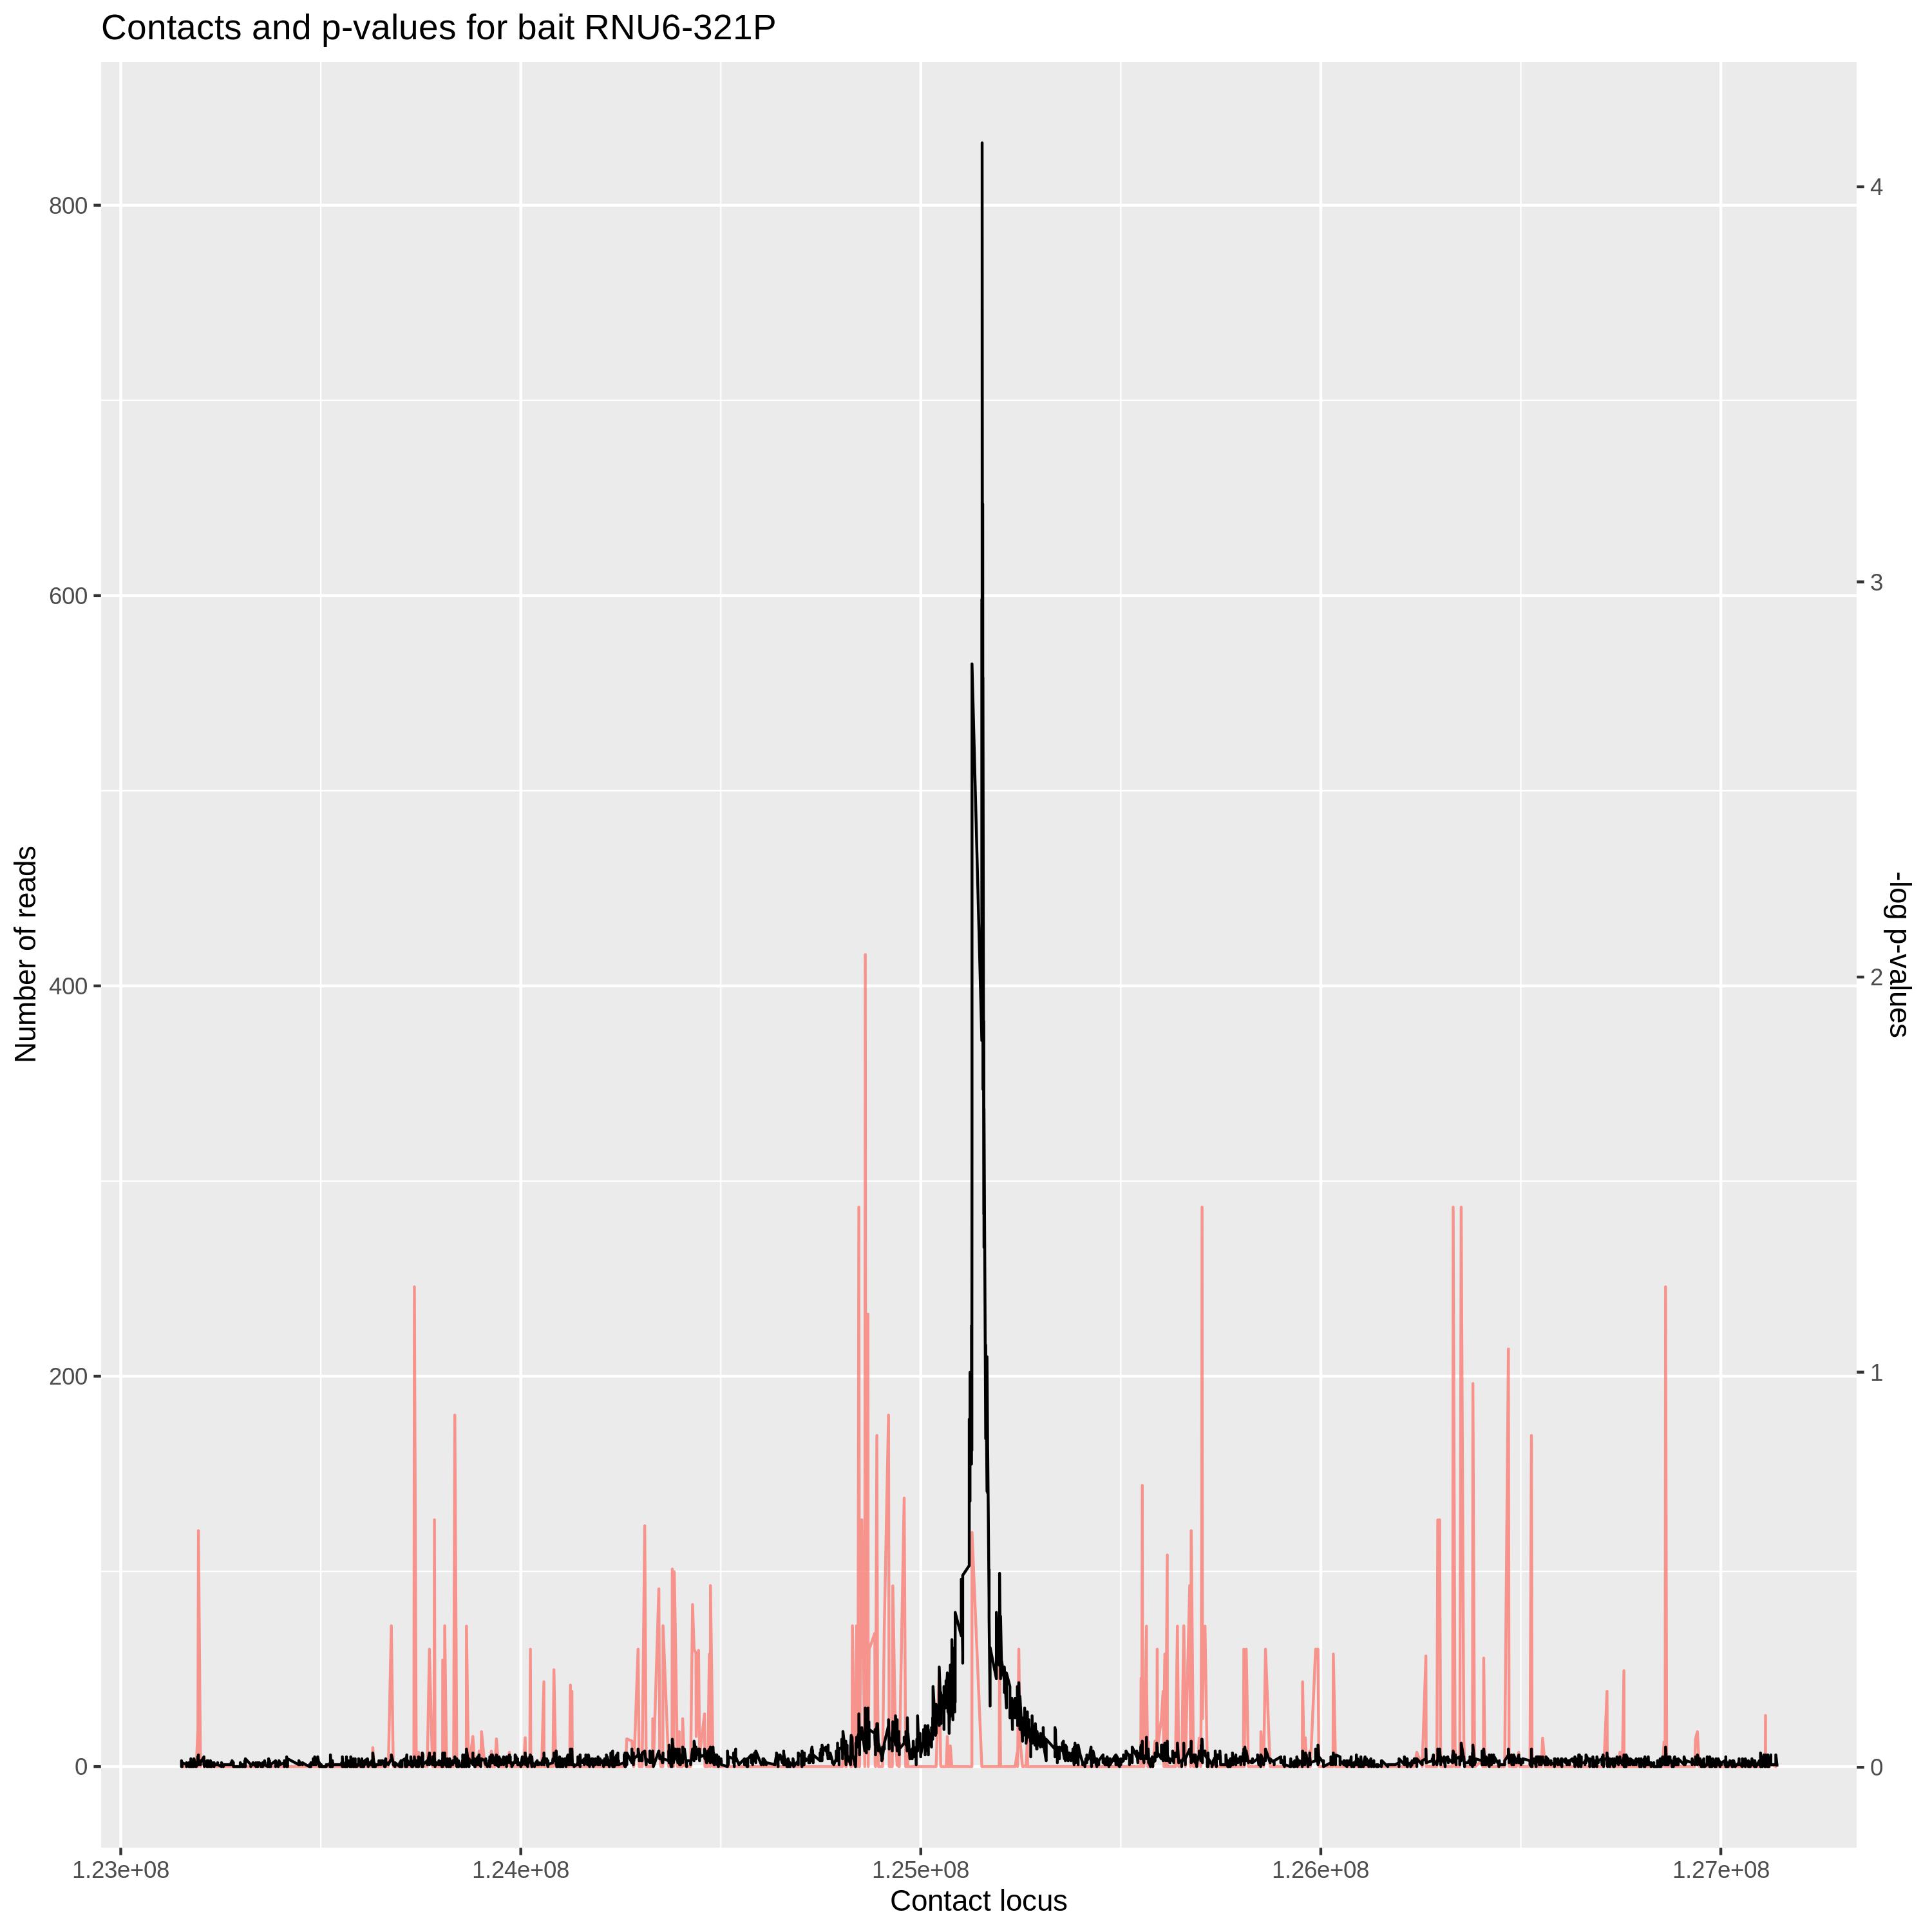 Contacts and p-values for bait RNU6-321P
Number of reads
800
600
400
200
0
4
3
2
1
0
-log p-values
1.23e+08
1.24e+08
1.25e+08
1.26e+08
1.27e+08
Contact locus